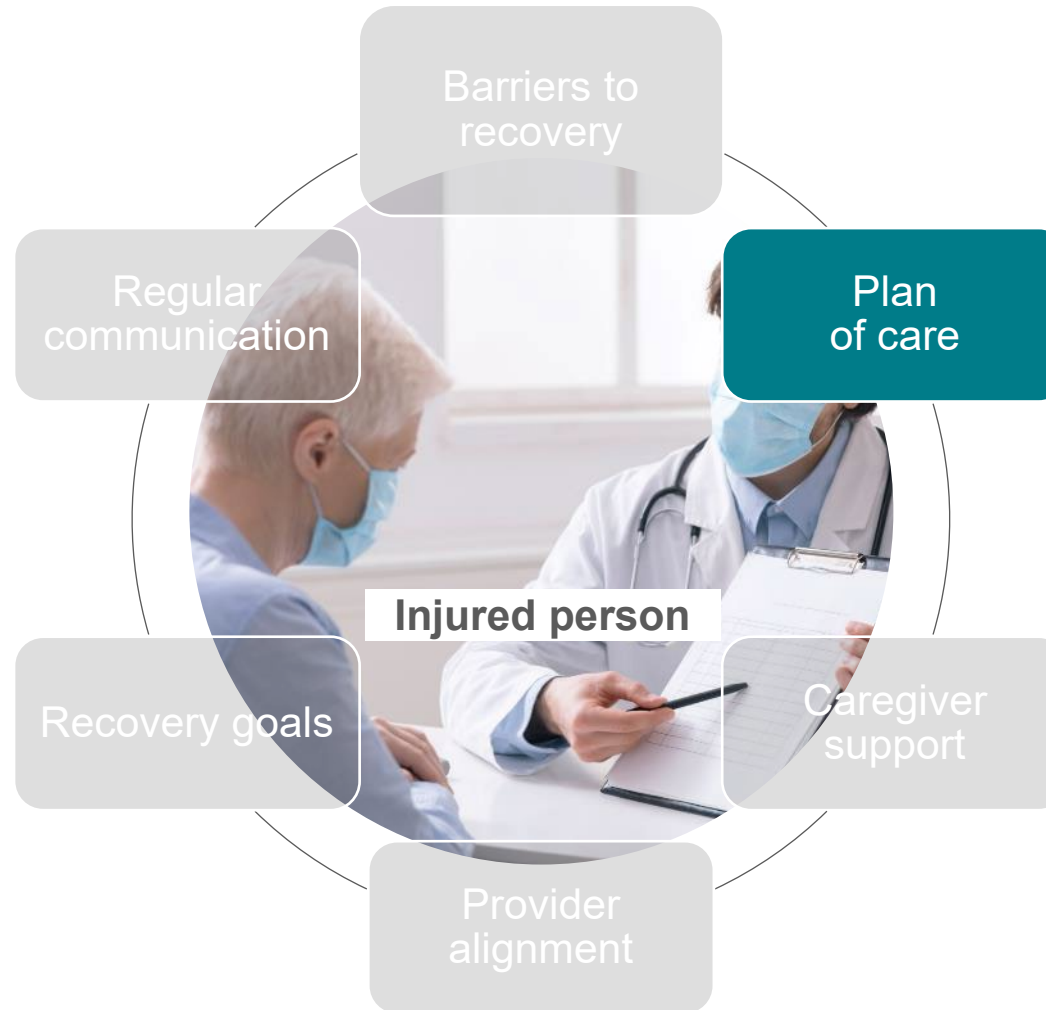 Barriers to
recovery
Plan
of care
Caregiver
support
Provider
alignment
Recovery goals
Regular
communication
Injured person